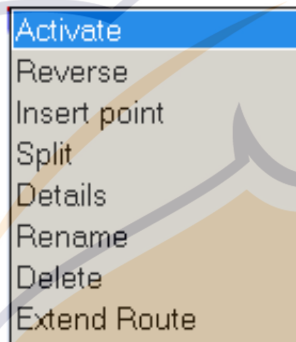 Activate
Reverse
Insert point
Split
Details
Rename
Delete
Extend Route